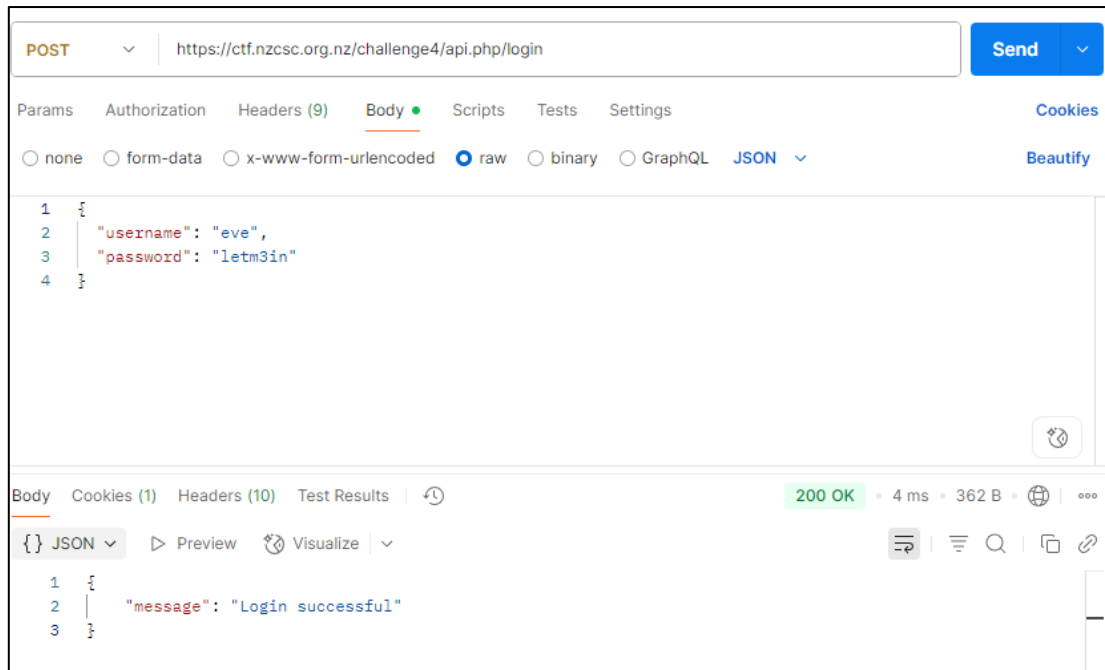 POST https://ctf.nzcsc.org.nz/challenge4/api.php/login Send
Params Authorization Headers (9) Body Scripts Tests Settings Cookies
none form-data x-www-form-urlencoded raw binary GraphQL JSON Beautify
1 {
2 "username": "eve",
3 "password": "letm3in"
4 }
Body Cookies (1) Headers (10) Test Results 200 OK 4 ms 362 B
{} JSON Preview Visualize
1 {
2 "message": "Login successful"
3 }